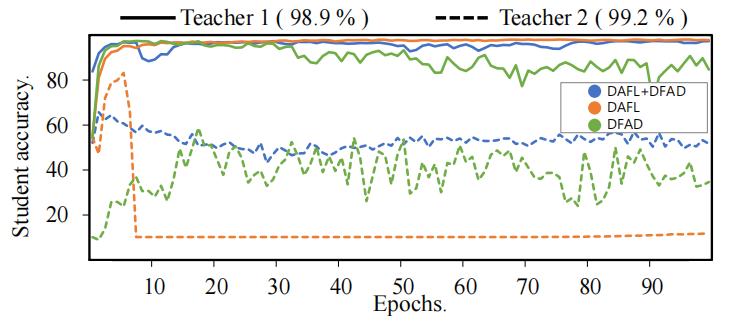 Teacher 1 ( 98.9 % )
Teacher 2 ( 99.2 % )
Student accuracy.
80
60
40
20
DAFL+DFAD
DAFL
DFAD
10 20 30 40 50 60 70 80 90
Epochs.